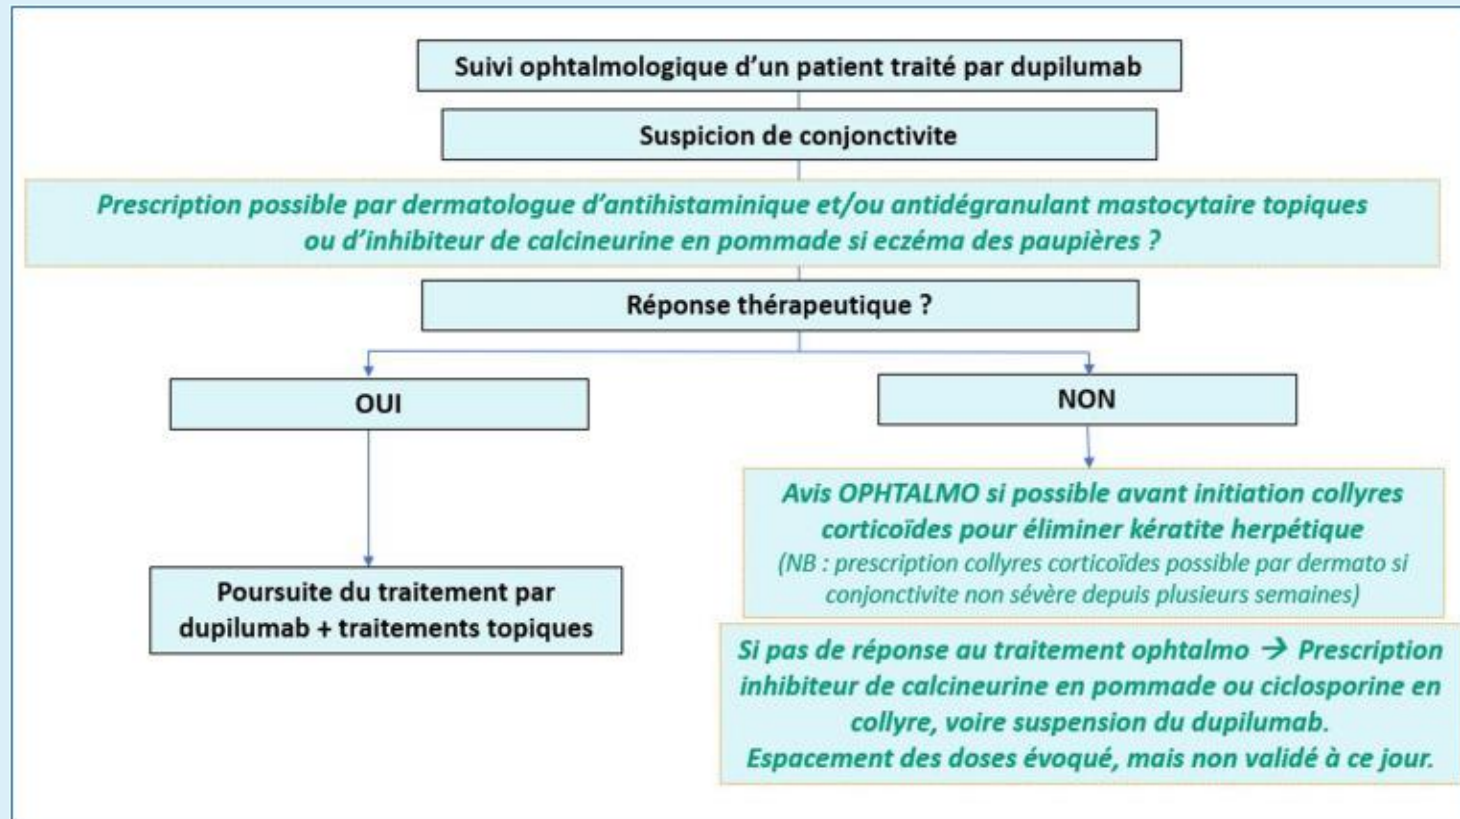 Suivi ophtalmologique d’un patient traité par dupilumab
Suspicion de conjonctivite
Prescription possible par dermatologue d’antihistaminique et/ou antidégranulant mastocytaire topiques
ou d’inhibiteur de calcineurine en pommade si eczéma des paupières ?
Réponse thérapeutique ?
OUI
NON
Poursuite du traitement par
dupilumab + traitements topiques
Avis OPHTALMO si possible avant initiation collyres
corticoïdes pour éliminer kératite herpétique
(NB : prescription collyres corticoïdes possible par dermato si
conjonctivite non sévère depuis plusieurs semaines)
Si pas de réponse au traitement ophtalmo → Prescription
inhibiteur de calcineurine en pommade ou ciclosporine en
collyre, voire suspension du dupilumab.
Espacement des doses évoqué, mais non validé à ce jour.